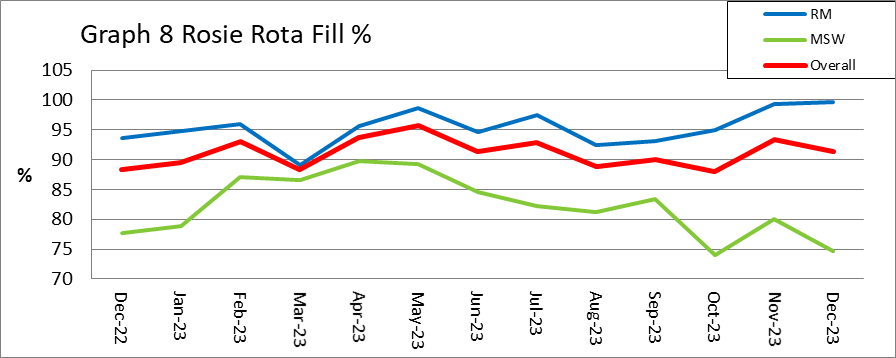 Graph 8 Rosie Rota Fill %
RM
MSW
Overall
105
100
95
90
85
80
75
70
%
Dec-22
Jan-23
Feb-23
Mar-23
Apr-23
May-23
Jun-23
Jul-23
Aug-23
Sep-23
Oct-23
Nov-23
Dec-23